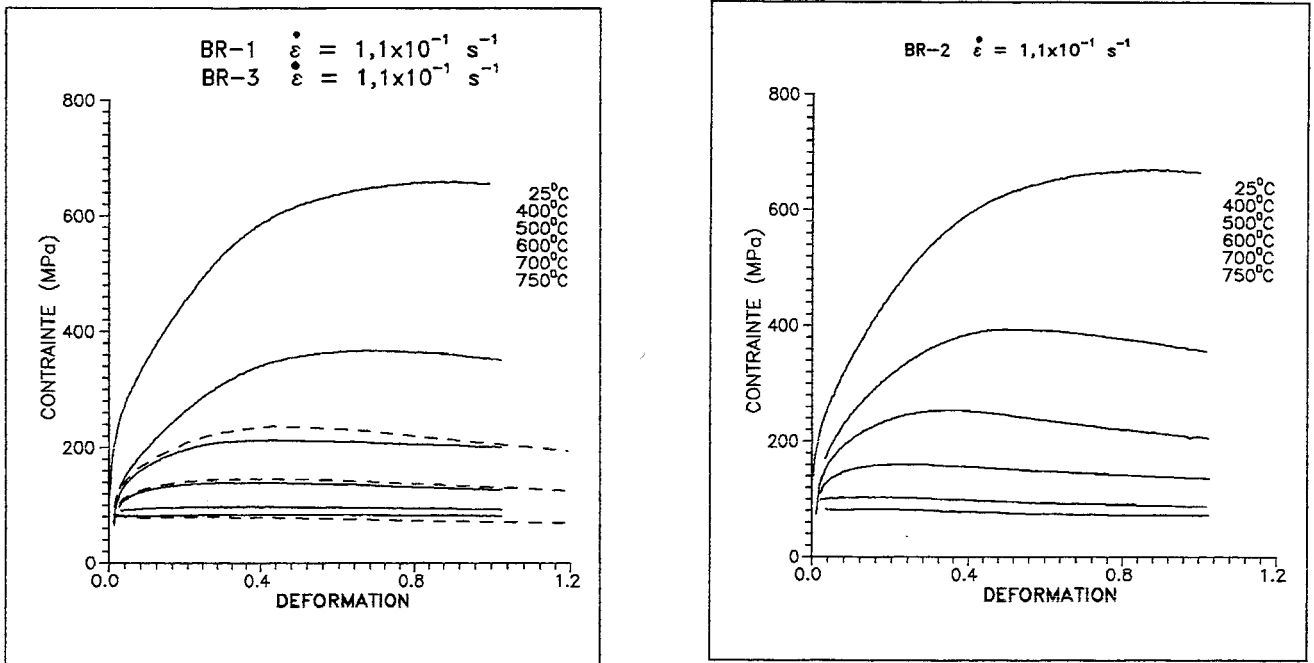 BR-1 ε̇ = 1,1x10⁻¹ s⁻¹
BR-3 ε̇ = 1,1x10⁻¹ s⁻¹
800
600
400
200
0
CONTRAINTE (MPa)
25°C
400°C
500°C
600°C
700°C
750°C
0.0
0.4
0.8
1.2
DEFORMATION
BR-2 ε̇ = 1,1x10⁻¹ s⁻¹
800
600
400
200
0
CONTRAINTE (MPa)
25°C
400°C
500°C
600°C
700°C
750°C
0.0
0.4
0.8
1.2
DEFORMATION